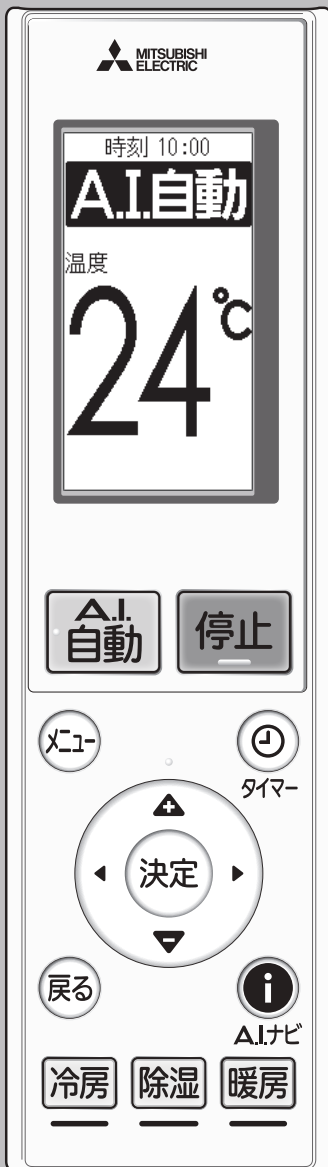 MITSUBISHI
ELECTRIC
時刻 10:00
A.I.自動
温度
24℃
A.I.
自動
停止
メニュー
タイマー
決定
戻る
i
A.I.ナビ
冷房 除湿 暖房